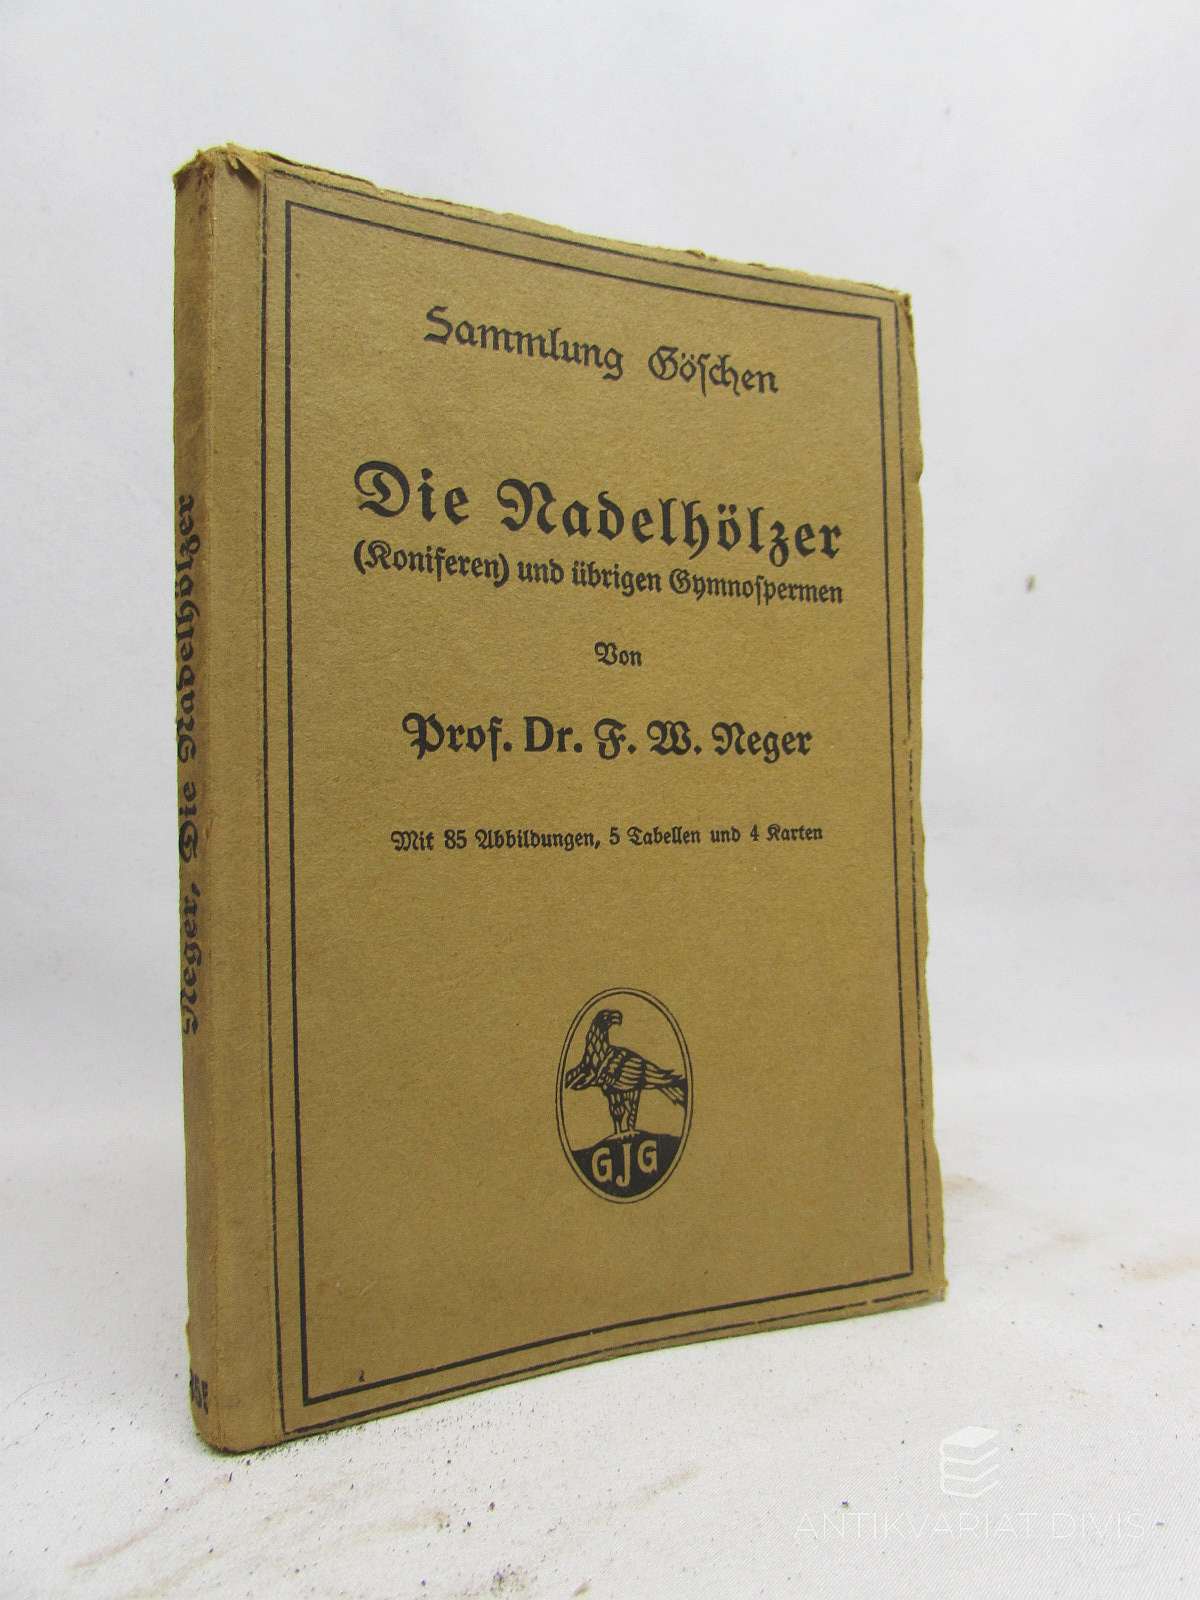 Sammlung Göschen
Die Nadelhölzer
(Koniferen) und übrigen Gymnospermen
Von
Prof. Dr. F. W. Neger
Mit 85 Abbildungen, 5 Tabellen und 4 Karten
GJG
Neger, Die Nadelhölzer
ANTIKVARIAT DIVIS